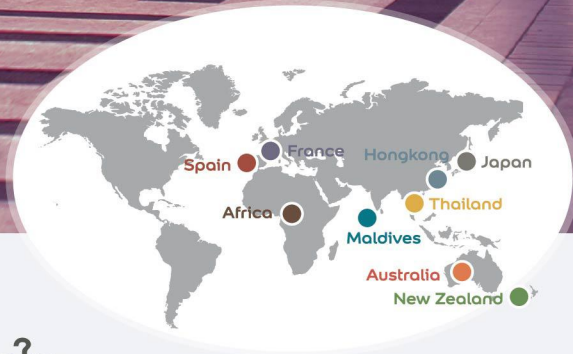 France
Spain
Hongkong
Japan
Africa
Thailand
Maldives
Australia
New Zealand
?